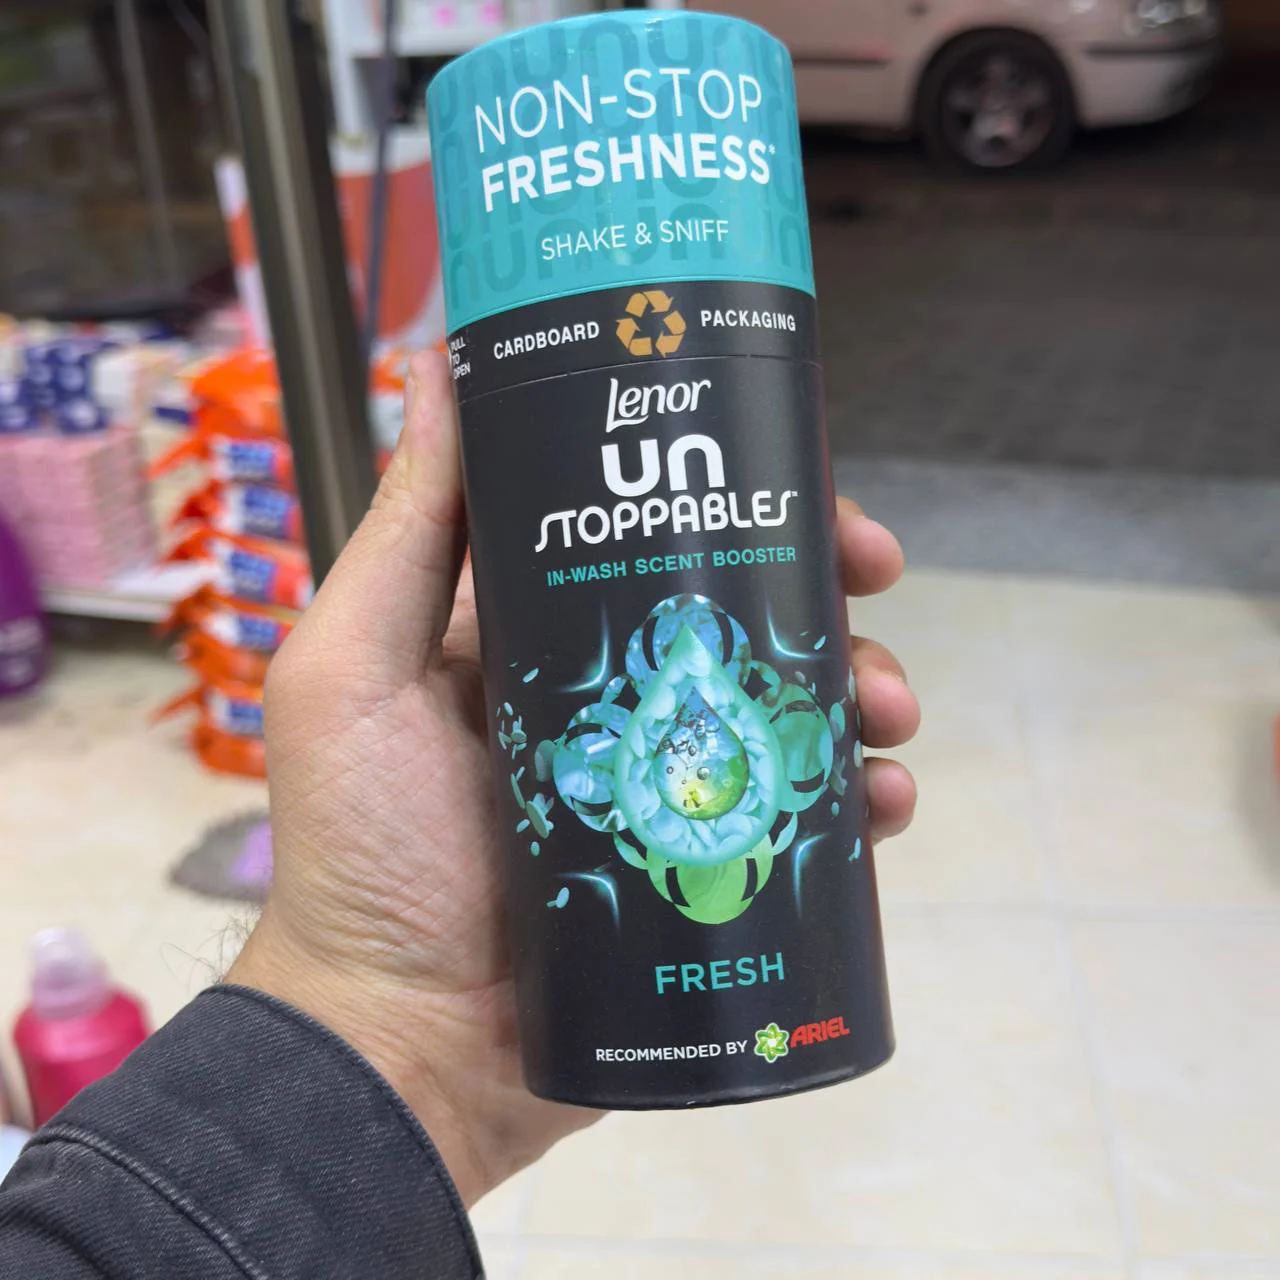 NON-STOP
FRESHNESS*
SHAKE & SNIFF
PULL
TO
OPEN
CARDBOARD PACKAGING
Lenor
UN
STOPPABLES™
IN-WASH SCENT BOOSTER
FRESH
RECOMMENDED BY ARIEL